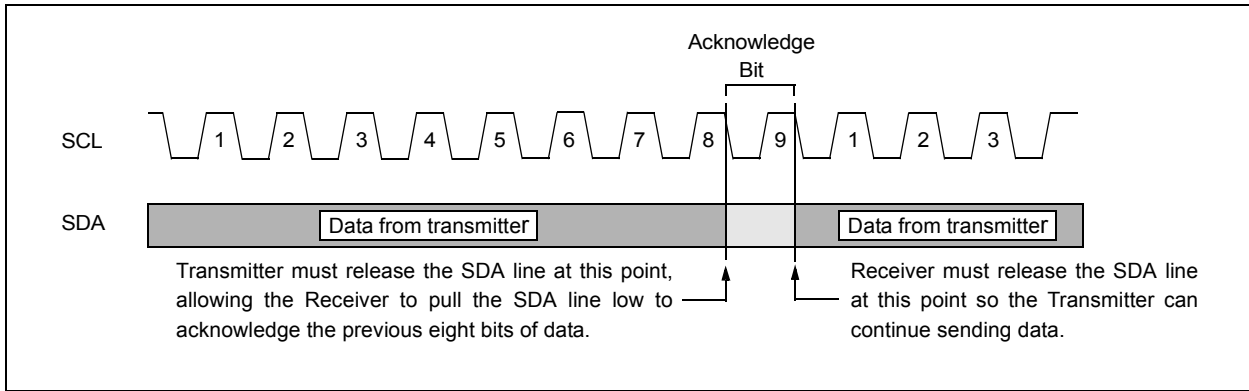 Acknowledge
Bit
SCL
1 2 3 4 5 6 7 8 9 1 2 3
SDA
Data from transmitter
Data from transmitter
Transmitter must release the SDA line at this point,
allowing the Receiver to pull the SDA line low to
acknowledge the previous eight bits of data.
Receiver must release the SDA line
at this point so the Transmitter can
continue sending data.